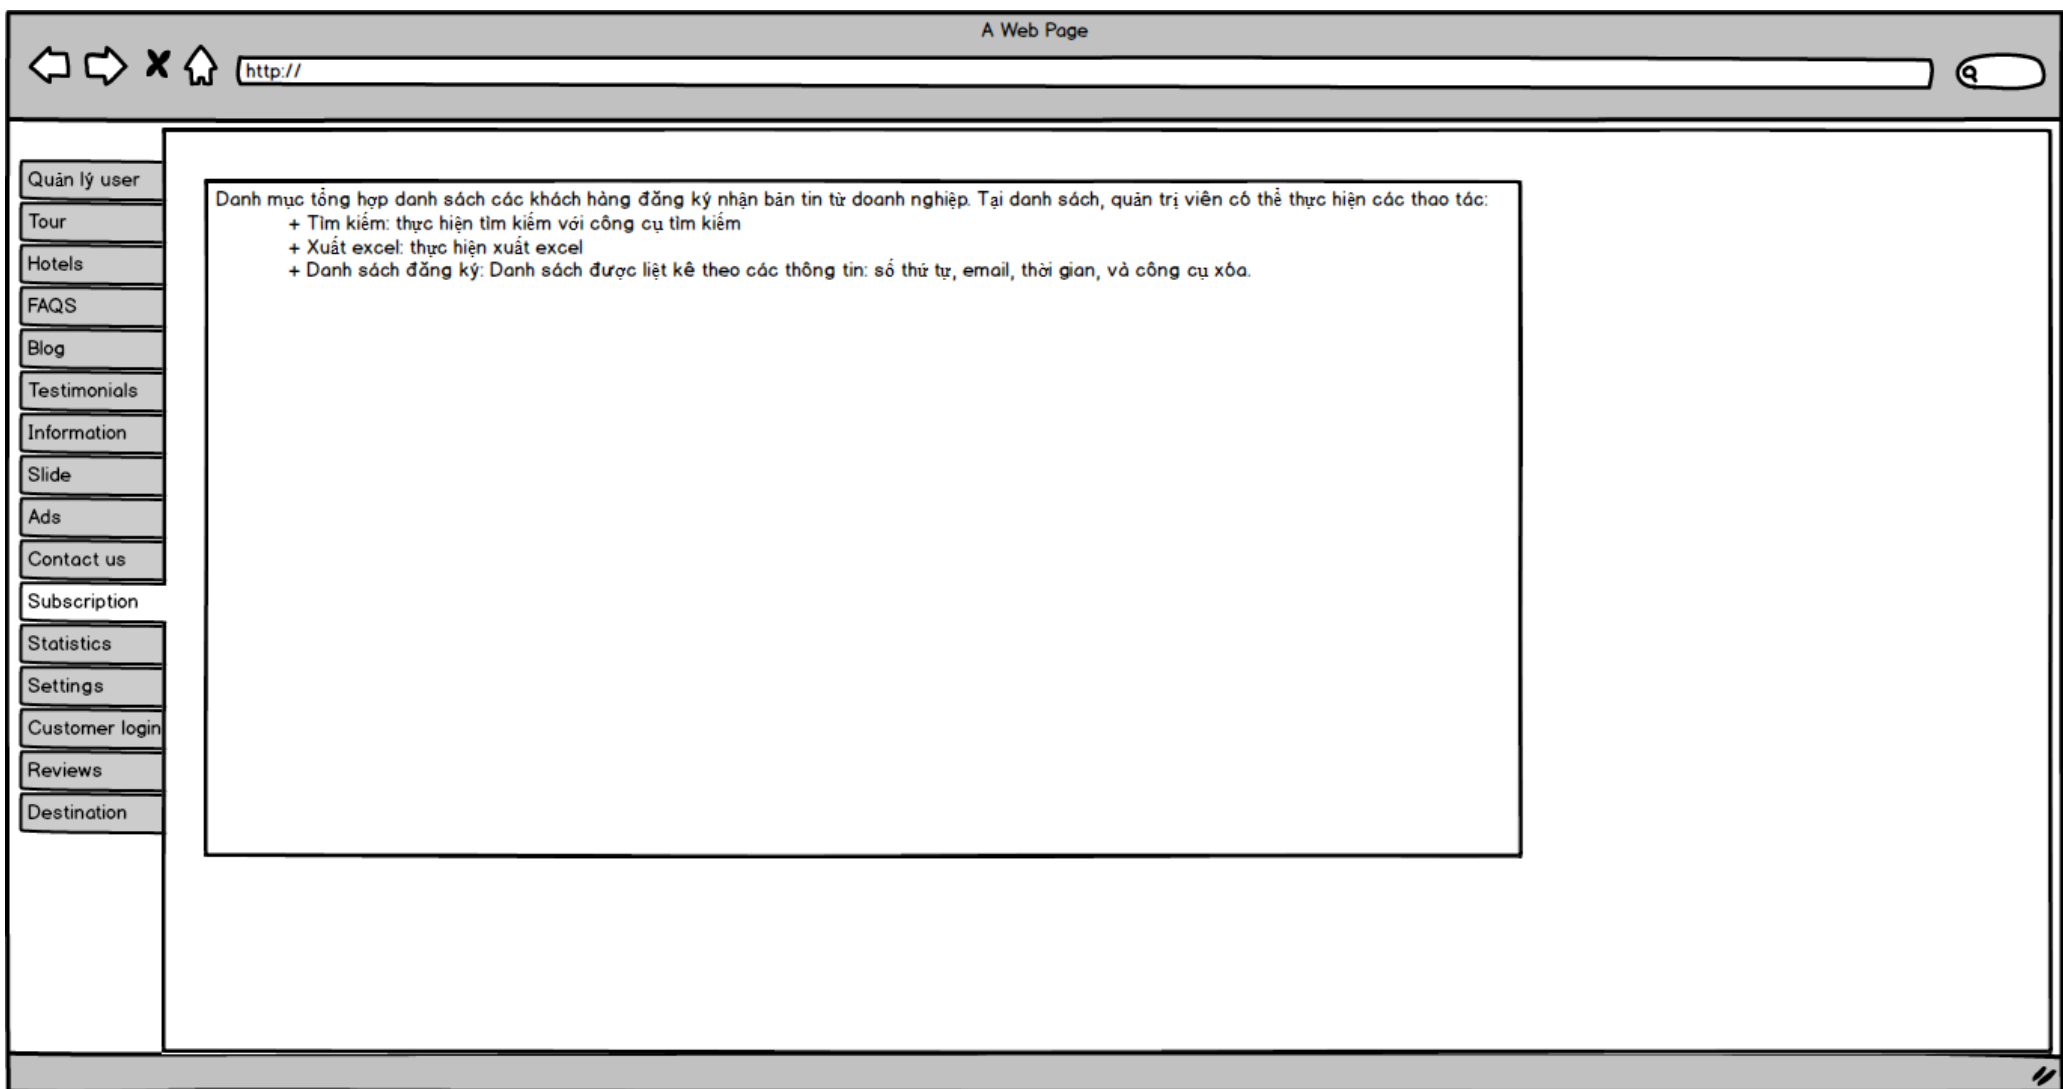 A Web Page
http://
Quản lý user
Tour
Hotels
FAQS
Blog
Testimonials
Information
Slide
Ads
Contact us
Subscription
Statistics
Settings
Customer login
Reviews
Destination
Danh mục tổng hợp danh sách các khách hàng đăng ký nhận bản tin từ doanh nghiệp. Tại danh sách, quản trị viên có thể thực hiện các thao tác:
+ Tìm kiếm: thực hiện tìm kiếm với công cụ tìm kiếm
+ Xuất excel: thực hiện xuất excel
+ Danh sách đăng ký: Danh sách được liệt kê theo các thông tin: số thứ tự, email, thời gian, và công cụ xóa.